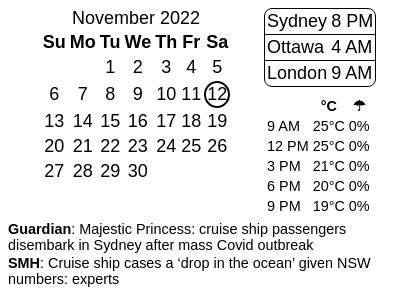 November 2022
Su Mo Tu We Th Fr Sa
1 2 3 4 5
6 7 8 9 10 11 12
13 14 15 16 17 18 19
20 21 22 23 24 25 26
27 28 29 30
Sydney 8 PM
Ottawa 4 AM
London 9 AM
°C ☂
9 AM 25°C 0%
12 PM 25°C 0%
3 PM 21°C 0%
6 PM 20°C 0%
9 PM 19°C 0%
Guardian: Majestic Princess: cruise ship passengers
disembark in Sydney after mass Covid outbreak
SMH: Cruise ship cases a ‘drop in the ocean’ given NSW
numbers: experts